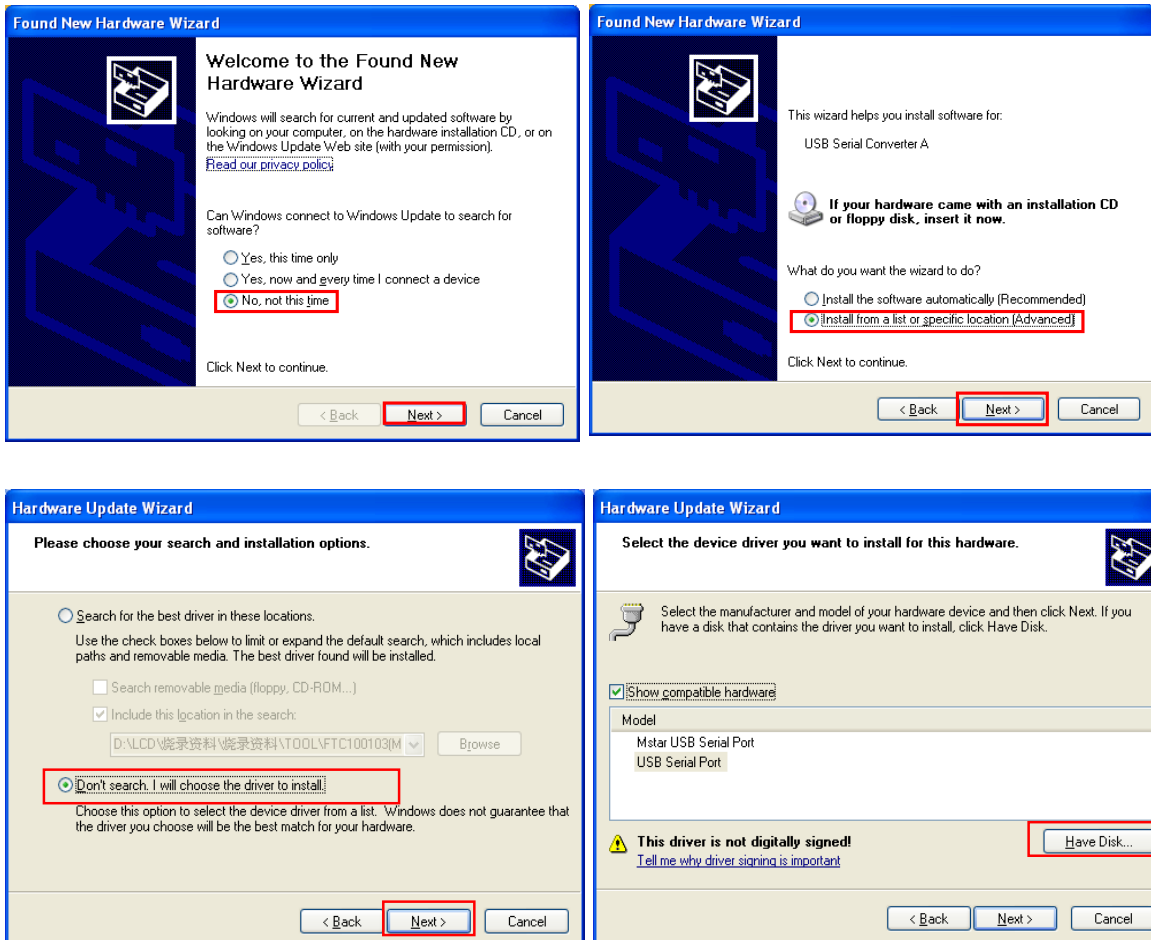 Found New Hardware Wizard
Welcome to the Found New
Hardware Wizard
Windows will search for current and updated software by
looking on your computer, on the hardware installation CD, or on
the Windows Update Web site (with your permission).
Read our privacy policy
Can Windows connect to Windows Update to search for
software?
Yes, this time only
Yes, now and every time I connect a device
No, not this time
Click Next to continue.
< Back
Next >
Cancel
Found New Hardware Wizard
This wizard helps you install software for:
USB Serial Converter A
If your hardware came with an installation CD
or floppy disk, insert it now.
What do you want the wizard to do?
Install the software automatically (Recommended)
Install from a list or specific location (Advanced)
Click Next to continue.
< Back
Next >
Cancel
Hardware Update Wizard
Please choose your search and installation options.
Search for the best driver in these locations.
Use the check boxes below to limit or expand the default search, which includes local
paths and removable media. The best driver found will be installed.
Search removable media (floppy, CD-ROM...)
Include this location in the search:
D:\LCD\烧录资料\烧录资料\TOOL\FTC100103(M
Browse
Don't search. I will choose the driver to install.
Choose this option to select the device driver from a list. Windows does not guarantee that
the driver you choose will be the best match for your hardware.
< Back
Next >
Cancel
Hardware Update Wizard
Select the device driver you want to install for this hardware.
Select the manufacturer and model of your hardware device and then click Next. If you
have a disk that contains the driver you want to install, click Have Disk.
Show compatible hardware
Model
Mstar USB Serial Port
USB Serial Port
This driver is not digitally signed!
Tell me why driver signing is important
Have Disk...
< Back
Next >
Cancel